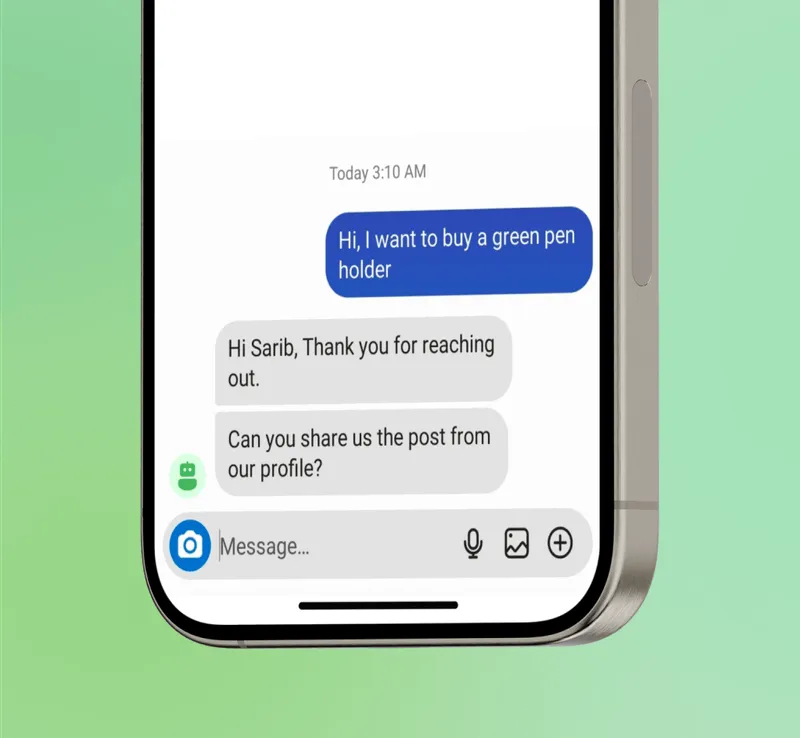 Today 3:10 AM
Hi, I want to buy a green pen
holder
Hi Sarib, Thank you for reaching
out.
Can you share us the post from
our profile?
Message...